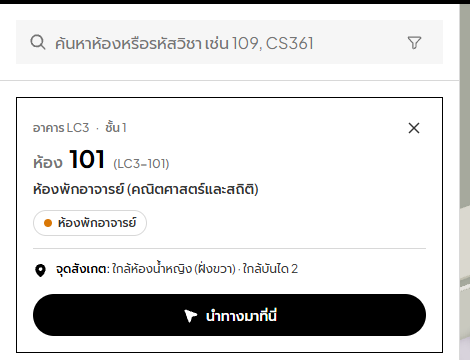 ค้นหาห้องหรือรหัสวิชา เช่น 109, CS361
อาคาร LC3 · ชั้น 1
ห้อง 101 (LC3-101)
ห้องพักอาจารย์ (คณิตศาสตร์และสถิติ)
ห้องพักอาจารย์
จุดสังเกต: ใกล้ห้องน้ำหญิง (ฝั่งขวา) · ใกล้บันได 2
นำทางมาที่นี่